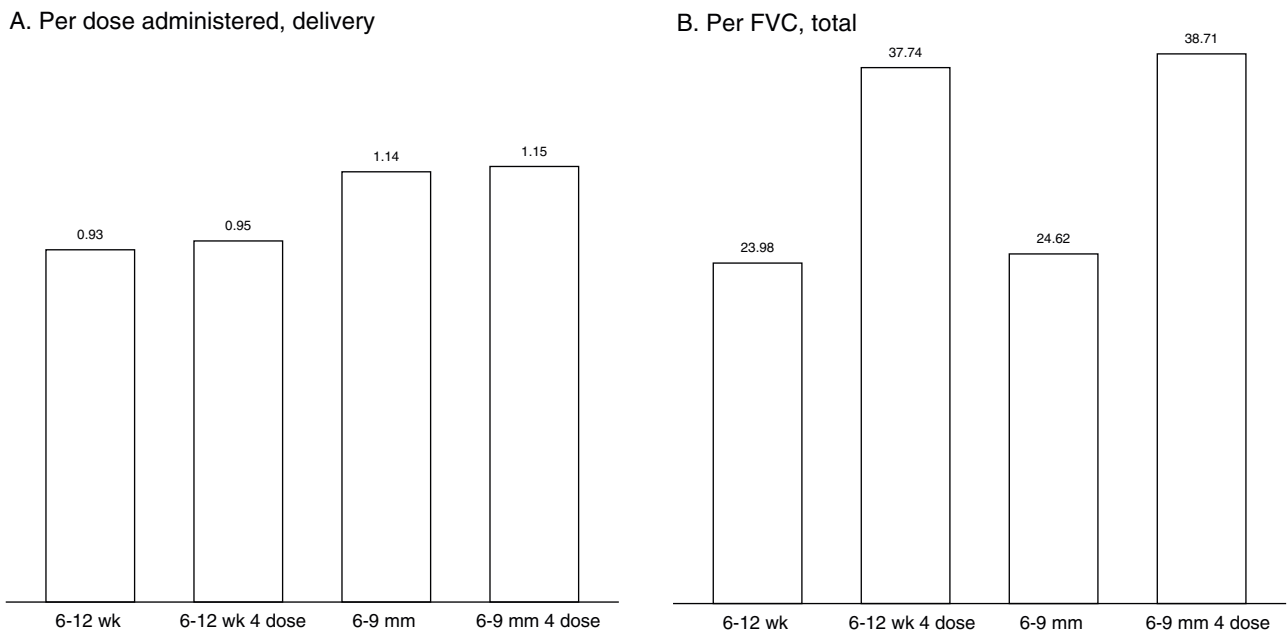 A. Per dose administered, delivery
0.93
0.95
1.14
1.15
6-12 wk
6-12 wk 4 dose
6-9 mm
6-9 mm 4 dose
B. Per FVC, total
23.98
37.74
24.62
38.71
6-12 wk
6-12 wk 4 dose
6-9 mm
6-9 mm 4 dose